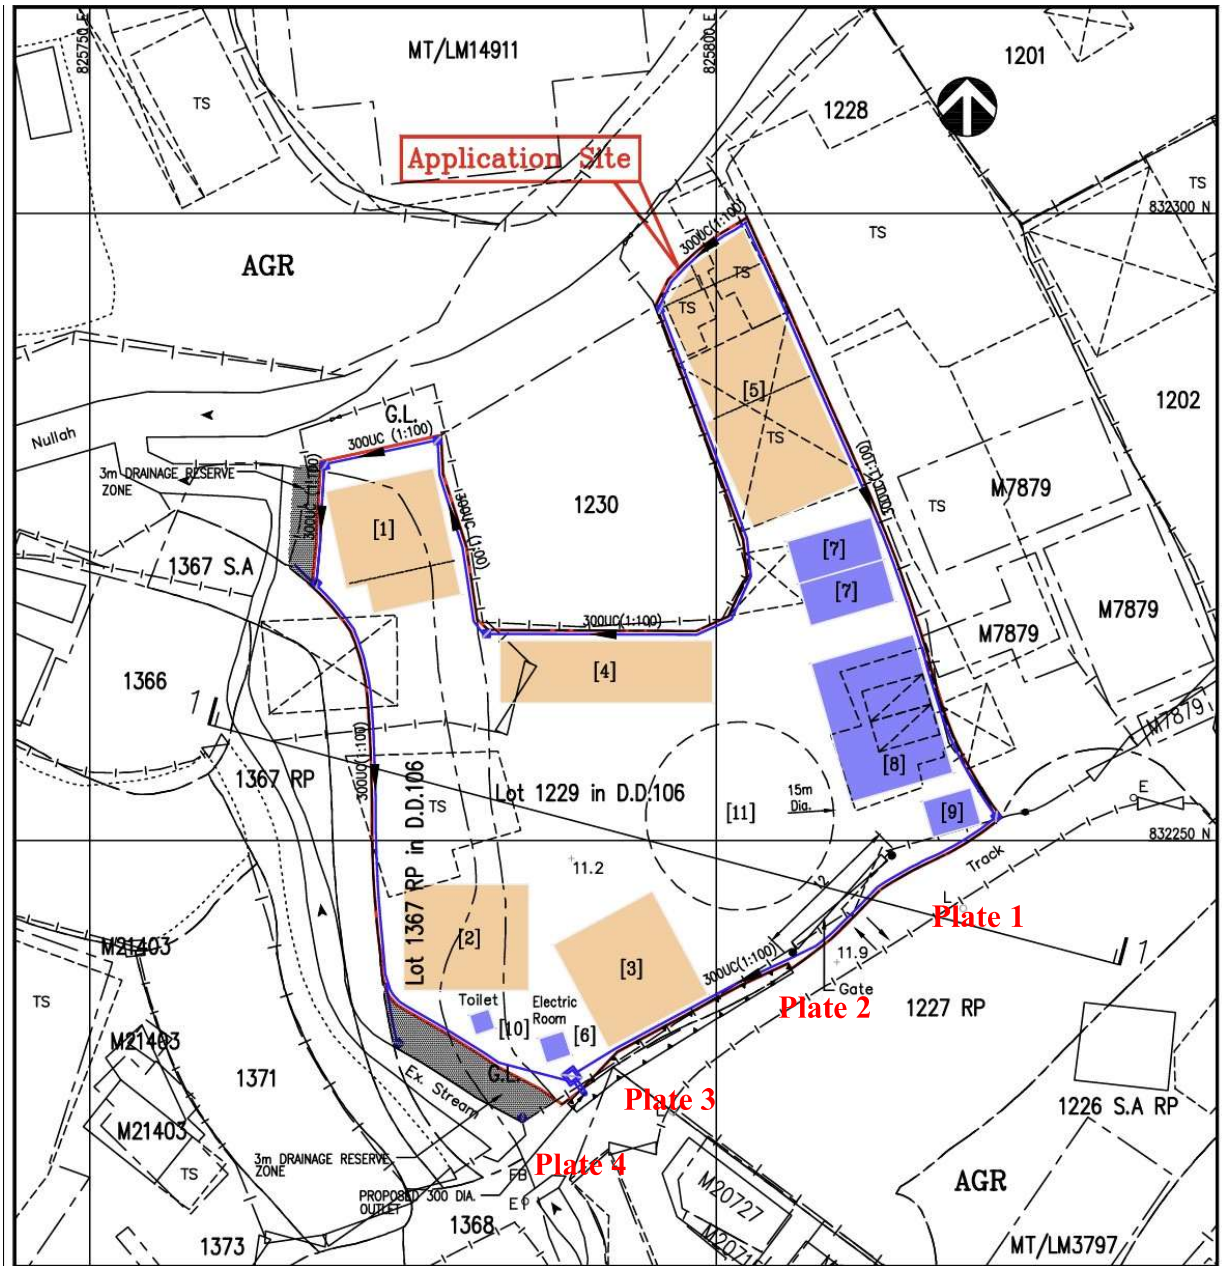 825750 E
825800 E
MT/LM14911
1201
TS
1228
Application Site
TS
832300 N
300UC(1:100)
TS
AGR
TS
TS
[5]
1202
Nullah
G.L.
300UC (1:100)
TS
3m DRAINAGE RESERVE
ZONE
300UC(1:100)
300UC(1:100)
300UC(1:100)
1230
M7879
TS
[1]
[7]
1367 S.A
[7]
M7879
300UC(1:100)
M7879
[4]
1366
1
M7879
300UC(1:100)
[8]
1367 RP
Lot 1229 in D.D.106
15m
Dia.
E
TS
[11]
[9]
832250 N
Lot 1367 RP in D.D.106
11.2
Track
12
L
Plate 1
[2]
M21403
300UC(1:100)
11.9
1
[3]
TS
Gate
Plate 2
1227 RP
Toilet
Electric
Room
[10]
[6]
M21403
1371
G.L.
Ex. Stream
Plate 3
1226 S.A RP
M21403
3m DRAINAGE RESERVE
ZONE
Plate 4
TS
FB
AGR
PROPOSED 300 DIA.
OUTLET
E
M20727
1368
1373
MT/LM3797